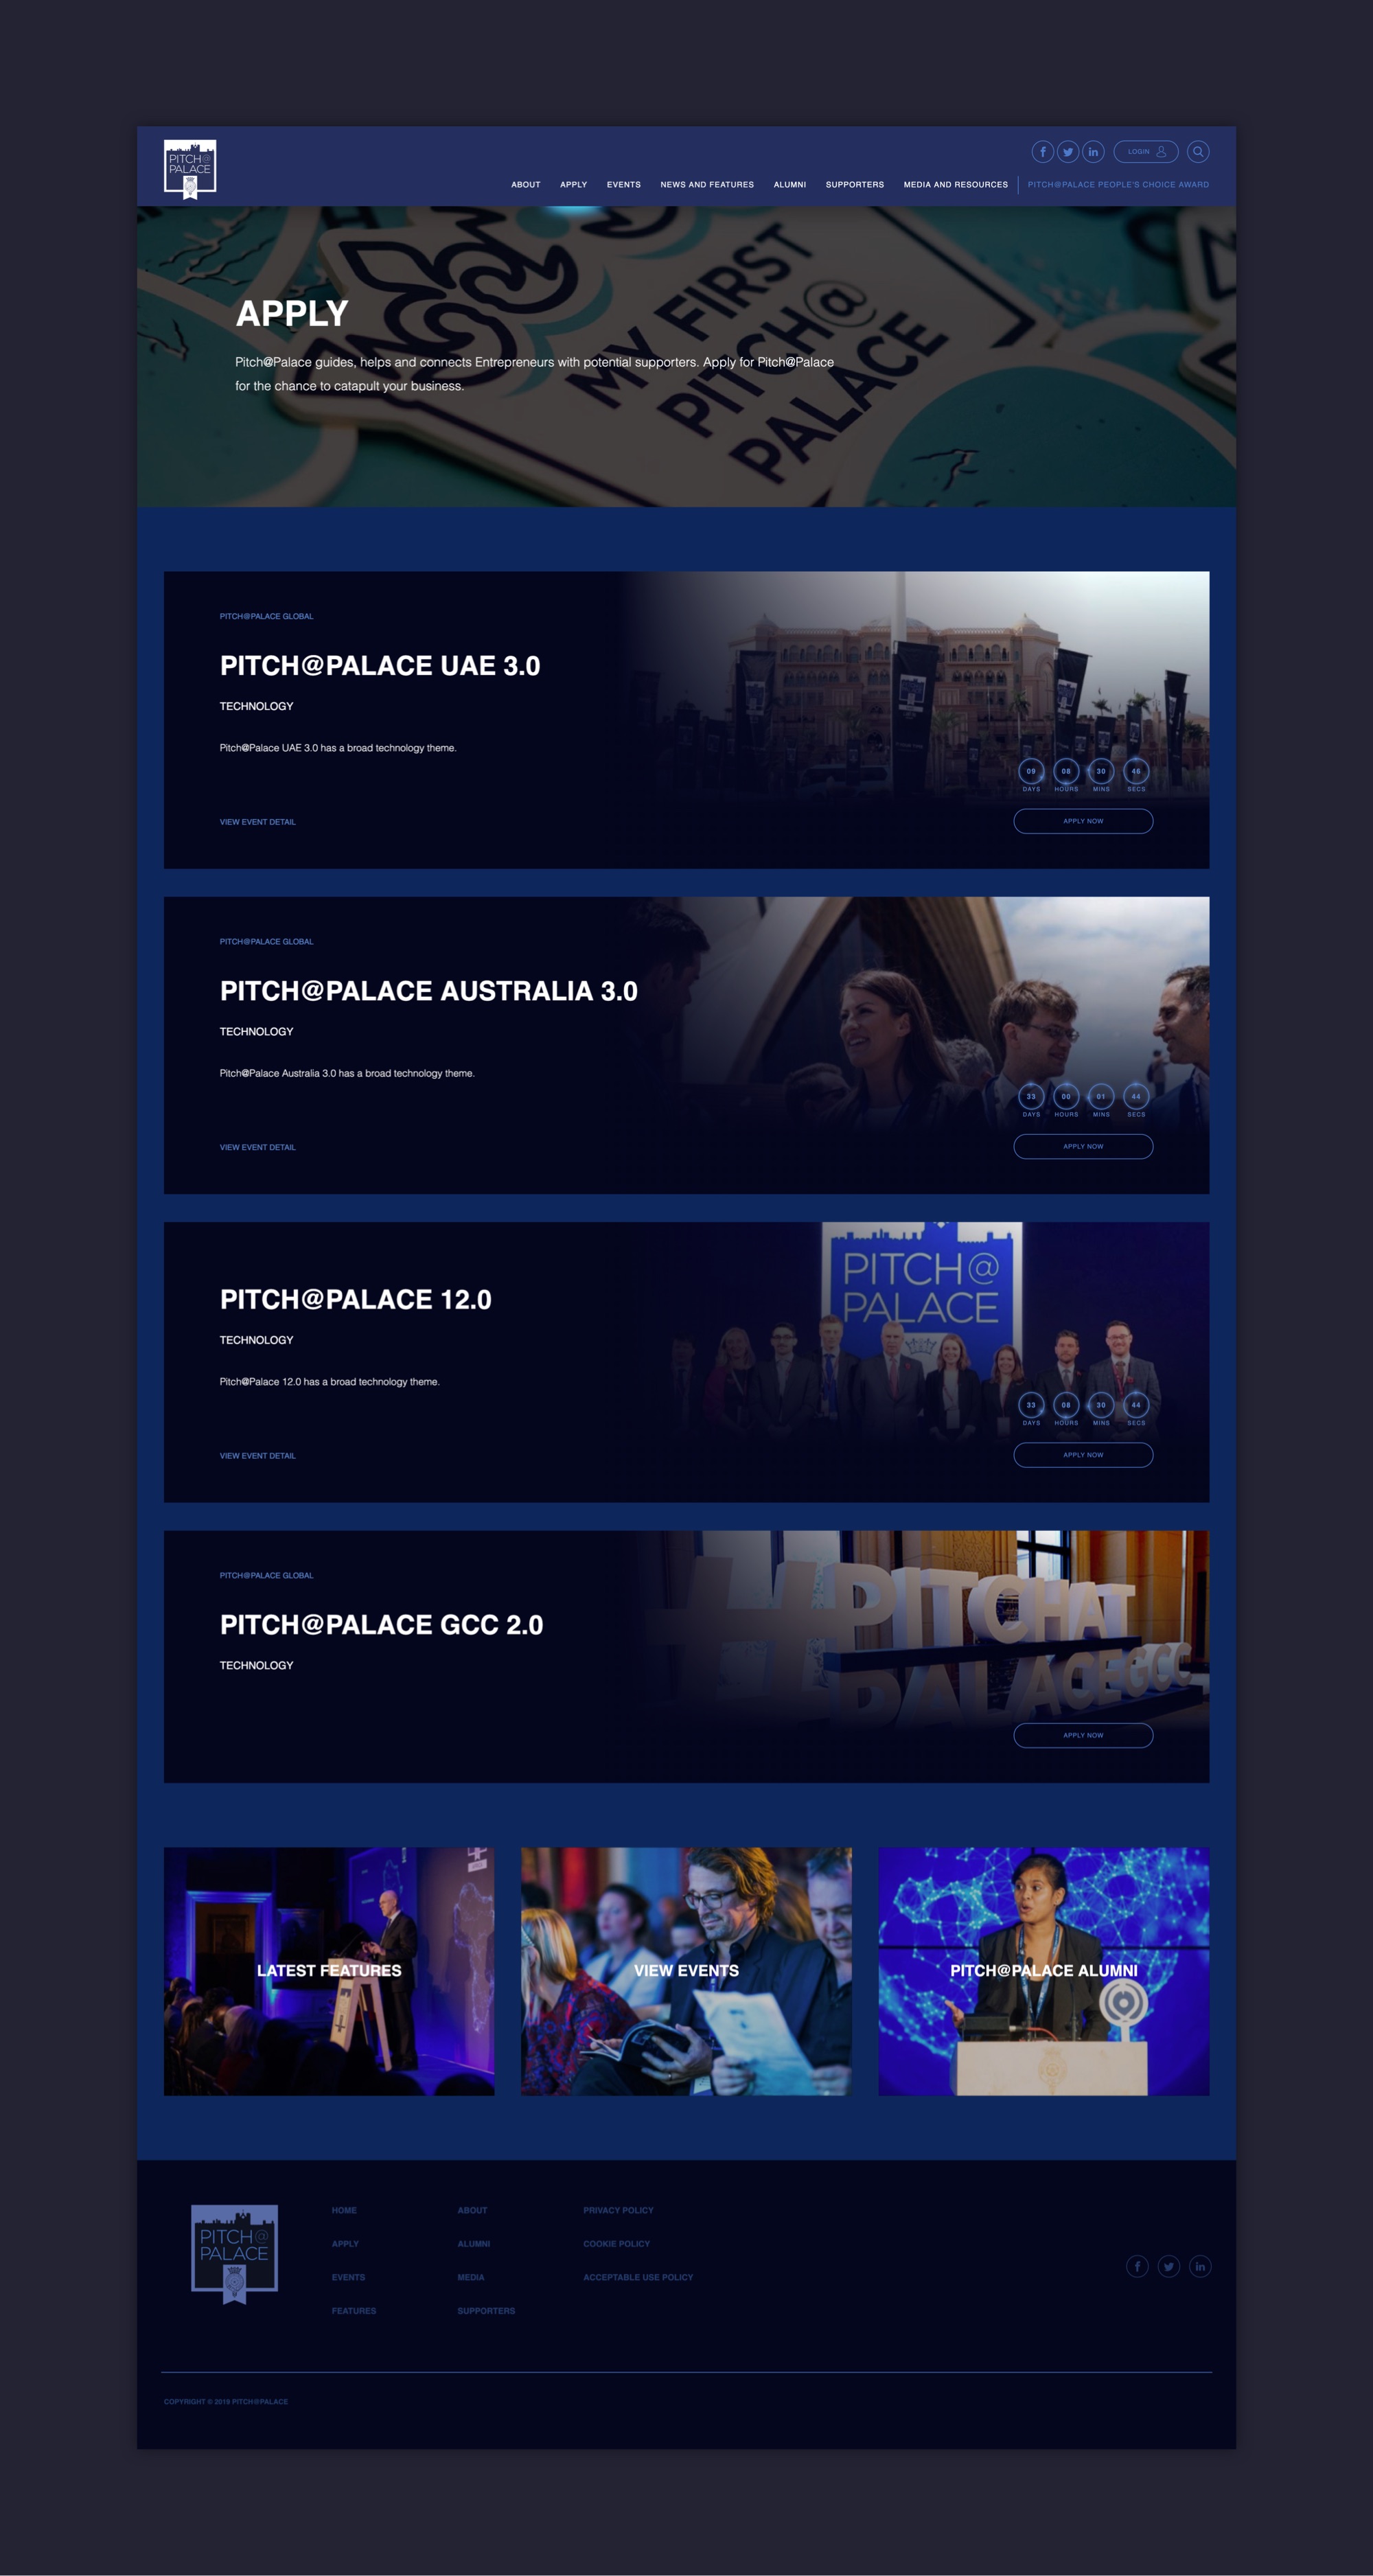 PITCH@
PALACE
LOGIN
ABOUT APPLY EVENTS NEWS AND FEATURES ALUMNI SUPPORTERS MEDIA AND RESOURCES PITCH@PALACE PEOPLE'S CHOICE AWARD
MY FIRST
PITCH@
PALACE
APPLY
Pitch@Palace guides, helps and connects Entrepreneurs with potential supporters. Apply for Pitch@Palace
for the chance to catapult your business.
PITCH@PALACE GLOBAL
PITCH@PALACE UAE 3.0
TECHNOLOGY
Pitch@Palace UAE 3.0 has a broad technology theme.
09 08 30 46
DAYS HOURS MINS SECS
VIEW EVENT DETAIL
APPLY NOW
PITCH@PALACE GLOBAL
PITCH@PALACE AUSTRALIA 3.0
TECHNOLOGY
Pitch@Palace Australia 3.0 has a broad technology theme.
33 00 01 44
DAYS HOURS MINS SECS
VIEW EVENT DETAIL
APPLY NOW
PITCH@
PALACE
PITCH@PALACE 12.0
TECHNOLOGY
Pitch@Palace 12.0 has a broad technology theme.
33 08 30 44
DAYS HOURS MINS SECS
VIEW EVENT DETAIL
APPLY NOW
PITCH@PALACE GLOBAL
PITCH@PALACE GCC 2.0
TECHNOLOGY
PITCHAT
PALACEGCC
APPLY NOW
LATEST FEATURES
VIEW EVENTS
PITCH@PALACE ALUMNI
PITCH@
PALACE
HOME ABOUT PRIVACY POLICY
APPLY ALUMNI COOKIE POLICY
EVENTS MEDIA ACCEPTABLE USE POLICY
FEATURES SUPPORTERS
COPYRIGHT © 2019 PITCH@PALACE